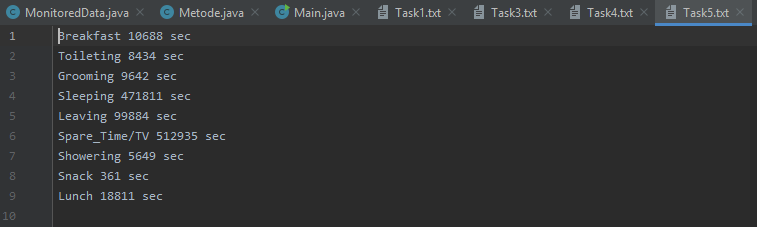 MonitoredData.java Metode.java Main.java Task1.txt Task3.txt Task4.txt Task5.txt
1 Breakfast 10688 sec
2 Toileting 8434 sec
3 Grooming 9642 sec
4 Sleeping 471811 sec
5 Leaving 99884 sec
6 Spare_Time/TV 512935 sec
7 Showering 5649 sec
8 Snack 361 sec
9 Lunch 18811 sec
10